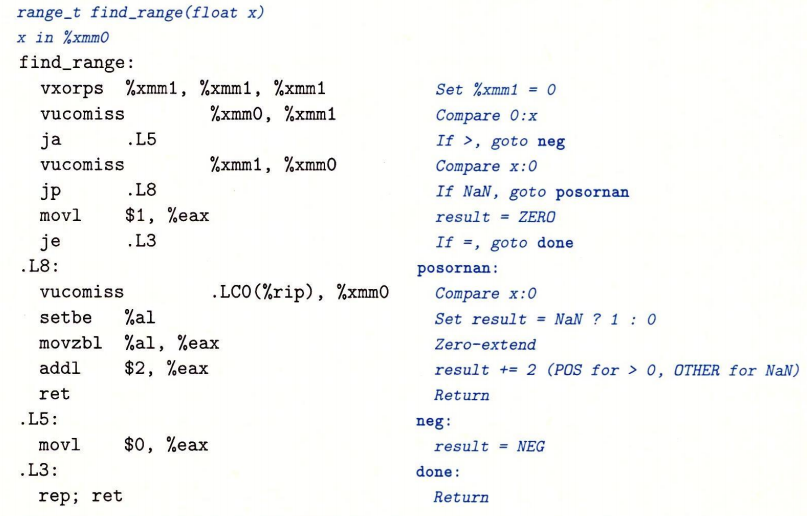 range_t find_range(float x)
x in %xmm0
find_range:
vxorps %xmm1, %xmm1, %xmm1 Set %xmm1 = 0
vucomiss %xmm0, %xmm1 Compare 0:x
ja .L5 If >, goto neg
vucomiss %xmm1, %xmm0 Compare x:0
jp .L8 If NaN, goto posornan
movl $1, %eax result = ZERO
je .L3 If =, goto done
.L8: posornan:
vucomiss .LC0(%rip), %xmm0 Compare x:0
setbe %al Set result = NaN ? 1 : 0
movzbl %al, %eax Zero-extend
addl $2, %eax result += 2 (POS for > 0, OTHER for NaN)
ret Return
.L5: neg:
movl $0, %eax result = NEG
.L3: done:
rep; ret Return